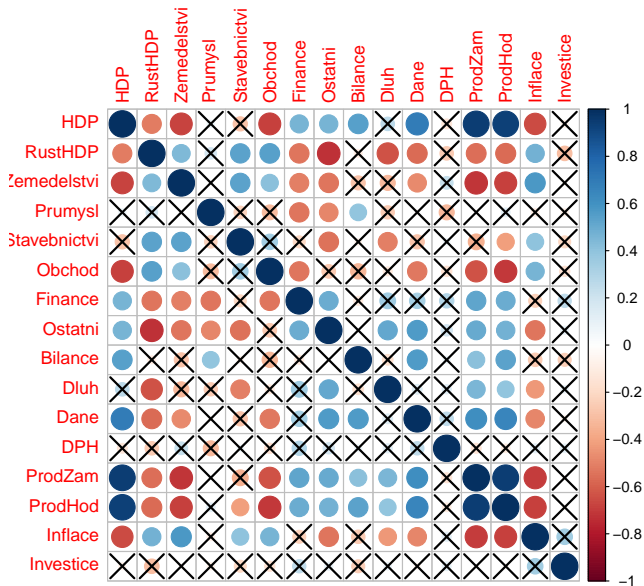 HDP
RustHDP
Zemedelstvi
Prumysl
Stavebnictvi
Obchod
Finance
Ostatni
Bilance
Dluh
Dane
DPH
ProdZam
ProdHod
Inflace
Investice
HDP
RustHDP
Zemedelstvi
Prumysl
Stavebnictvi
Obchod
Finance
Ostatni
Bilance
Dluh
Dane
DPH
ProdZam
ProdHod
Inflace
Investice
1
0.8
0.6
0.4
0.2
0
−0.2
−0.4
−0.6
−0.8
−1